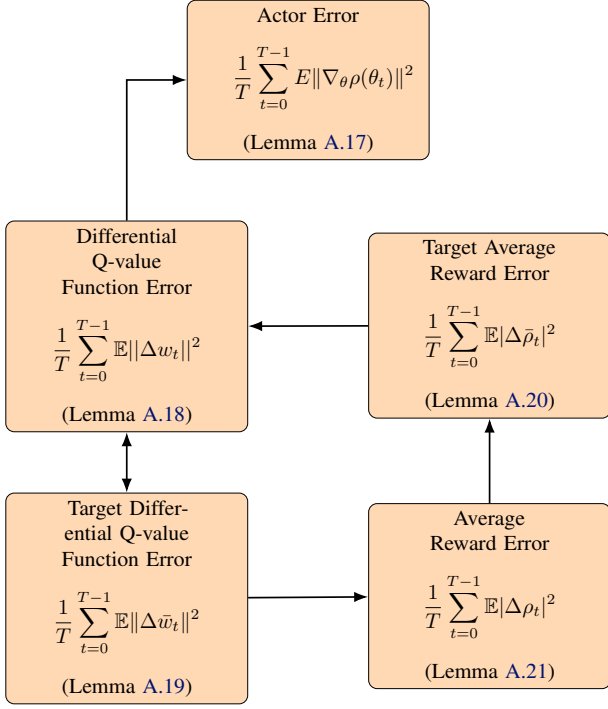 Actor Error
$\frac{1}{T}\sum_{t=0}^{T-1} E\|\nabla_\theta \rho(\theta_t)\|^2$
(Lemma A.17)
Differential
Q-value
Function Error
$\frac{1}{T}\sum_{t=0}^{T-1} \mathbb{E}||\Delta w_t||^2$
(Lemma A.18)
Target Average
Reward Error
$\frac{1}{T}\sum_{t=0}^{T-1} \mathbb{E}|\Delta \bar{\rho}_t|^2$
(Lemma A.20)
Target Differ-
ential Q-value
Function Error
$\frac{1}{T}\sum_{t=0}^{T-1} \mathbb{E}\|\Delta \bar{w}_t\|^2$
(Lemma A.19)
Average
Reward Error
$\frac{1}{T}\sum_{t=0}^{T-1} \mathbb{E}|\Delta \rho_t|^2$
(Lemma A.21)